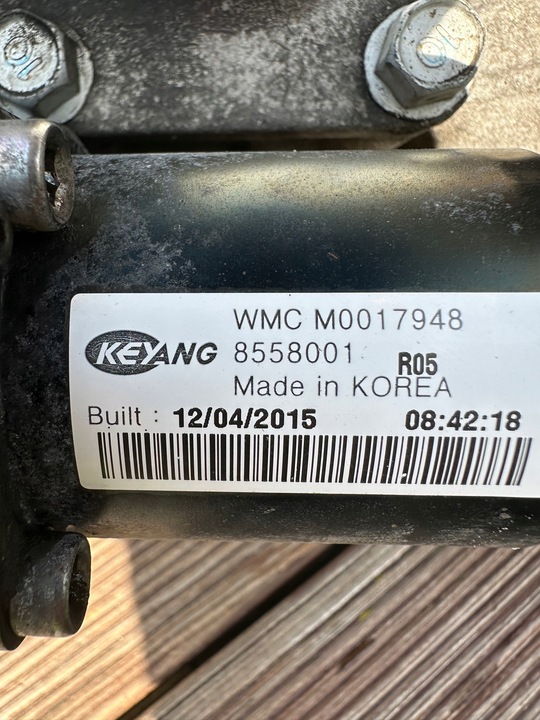 WMC M0017948
KEYANG
8558001 R05
Made in KOREA
Built : 12/04/2015 08:42:18